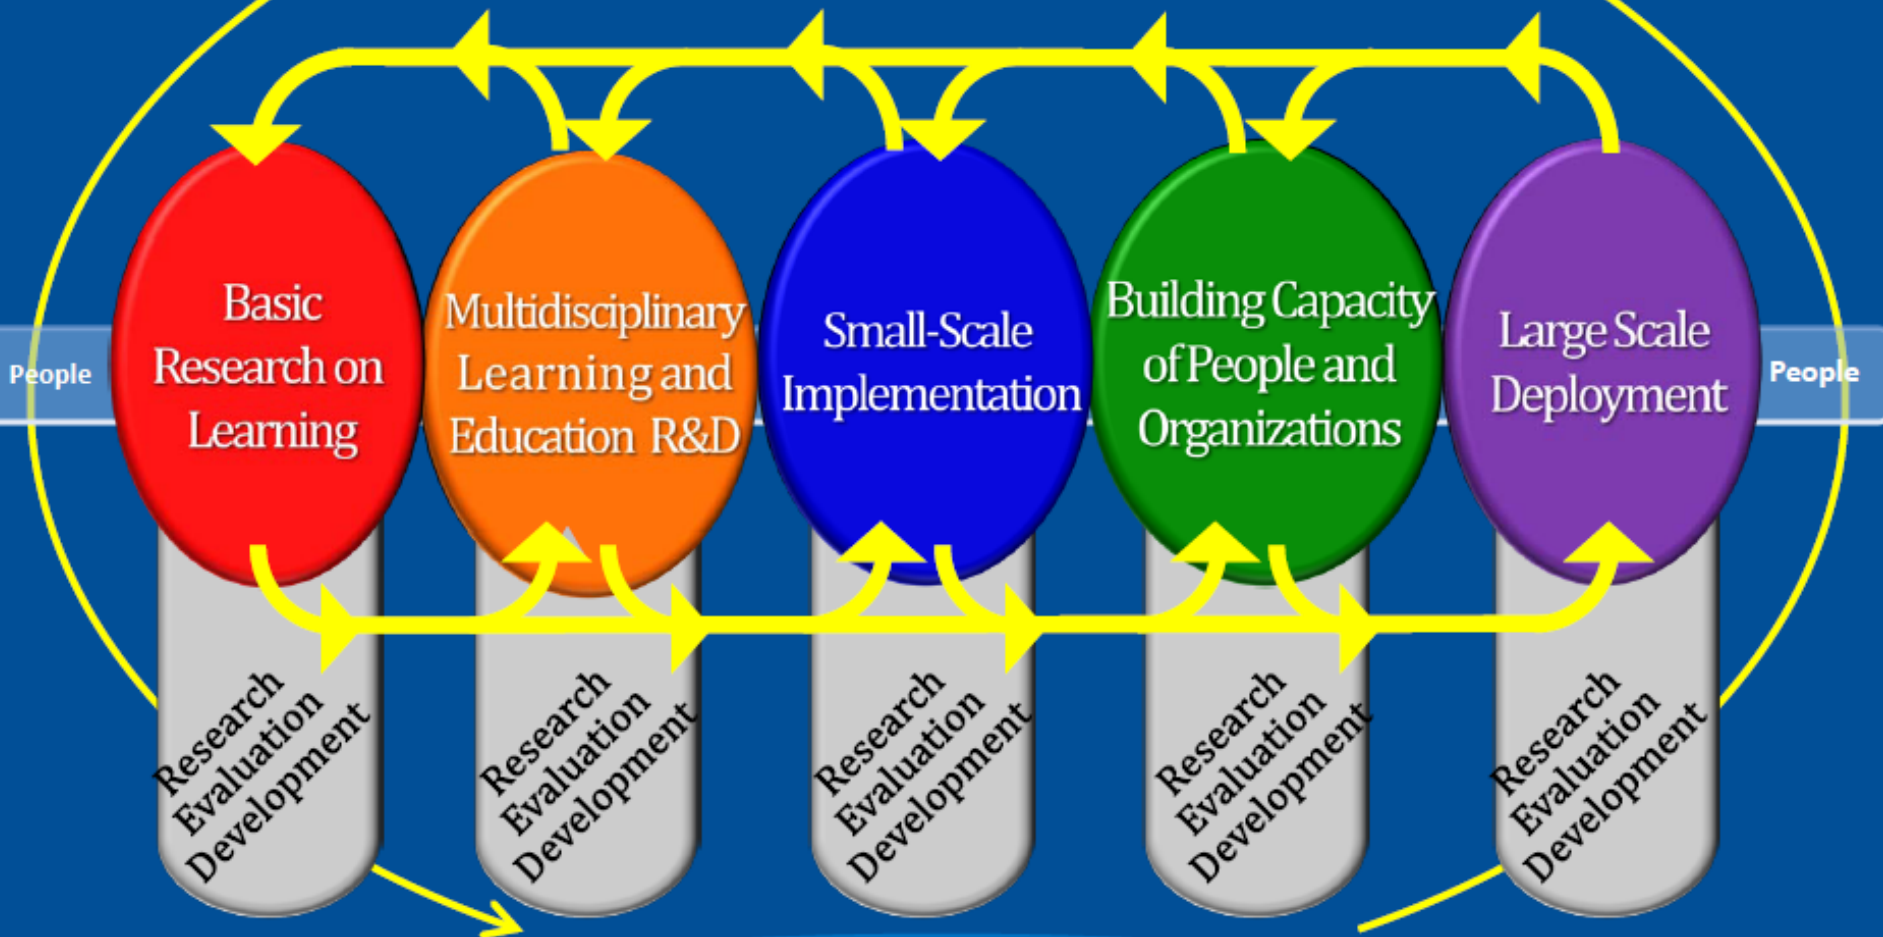 People
Basic
Research on
Learning
Multidisciplinary
Learning and
Education R&D
Small-Scale
Implementation
Building Capacity
of People and
Organizations
Large Scale
Deployment
People
Research
Evaluation
Development
Research
Evaluation
Development
Research
Evaluation
Development
Research
Evaluation
Development
Research
Evaluation
Development